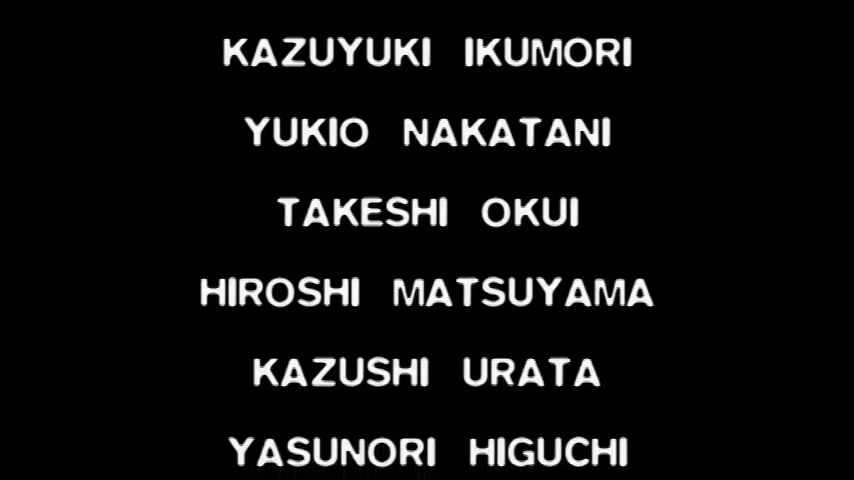 KAZUYUKI IKUMORI
YUKIO NAKATANI
TAKESHI OKUI
HIROSHI MATSUYAMA
KAZUSHI URATA
YASUNORI HIGUCHI